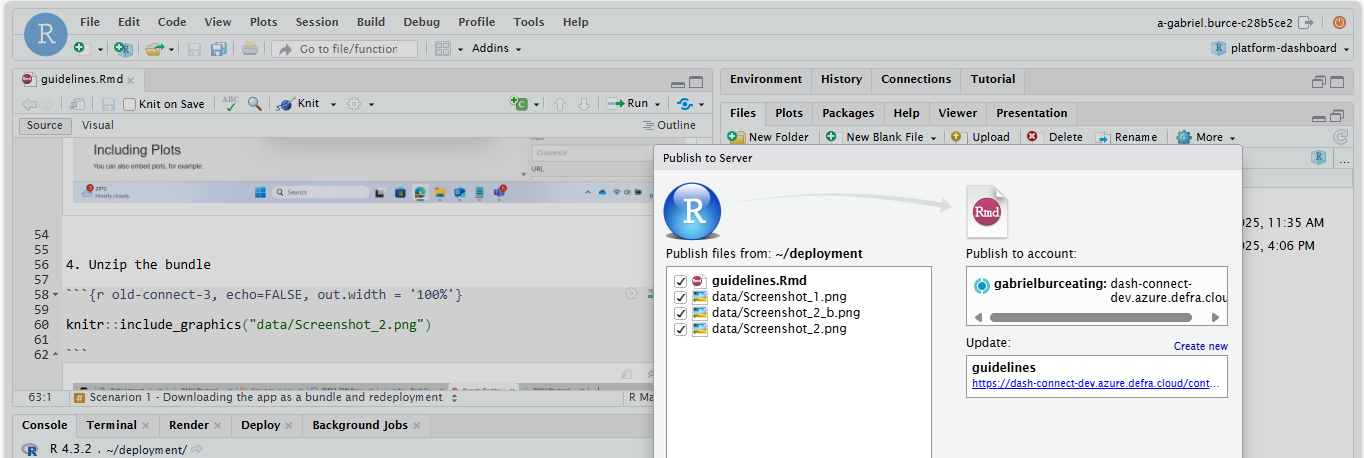 File Edit Code View Plots Session Build Debug Profile Tools Help
a-gabriel.burce-c28b5ce2
Go to file/function
Addins
platform-dashboard
guidelines.Rmd
Knit on Save
ABC
Knit
Run
Source Visual
Outline
Including Plots
You can also embed plots, for example:
Customize
URL
25°C
Mostly cloudy
Search
54
55
56 4. Unzip the bundle
57
58 ```{r old-connect-3, echo=FALSE, out.width = '100%'}
59
60 knitr::include_graphics("data/Screenshot_2.png")
61
62 ```
63:1 # Scenarion 1 - Downloading the app as a bundle and redeployment R Ma
Console Terminal Render Deploy Background Jobs
R 4.3.2 . ~/deployment/
Environment History Connections Tutorial
Files Plots Packages Help Viewer Presentation
New Folder New Blank File Upload Delete Rename More
...
025, 11:35 AM
025, 4:06 PM
Publish to Server
R
Rmd
Publish files from: ~/deployment
guidelines.Rmd
data/Screenshot_1.png
data/Screenshot_2_b.png
data/Screenshot_2.png
Publish to account:
gabrielburceating: dash-connect-
dev.azure.defra.clou
Update:
Create new
guidelines
https://dash-connect-dev.azure.defra.cloud/cont...